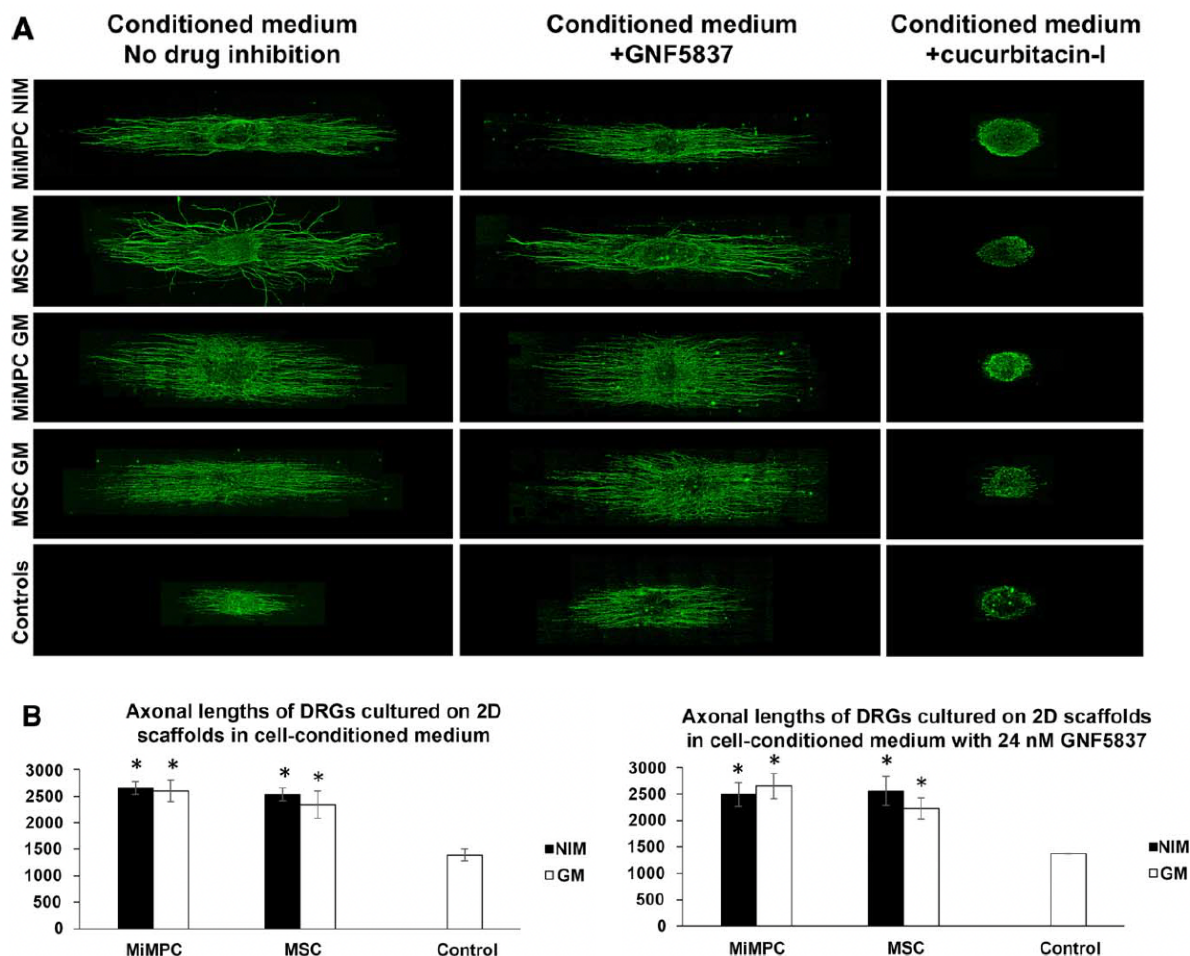 A
Conditioned medium
No drug inhibition
Conditioned medium
+GNF5837
Conditioned medium
+cucurbitacin-I
MiMPC NIM
MSC NIM
MiMPC GM
MSC GM
Controls
B
Axonal lengths of DRGs cultured on 2D
scaffolds in cell-conditioned medium
3000
2500
2000
1500
1000
500
0
* * * *
MiMPC MSC Control
NIM
GM
Axonal lengths of DRGs cultured on 2D scaffolds
in cell-conditioned medium with 24 nM GNF5837
3000
2500
2000
1500
1000
500
0
* * * *
MiMPC MSC Control
NIM
GM